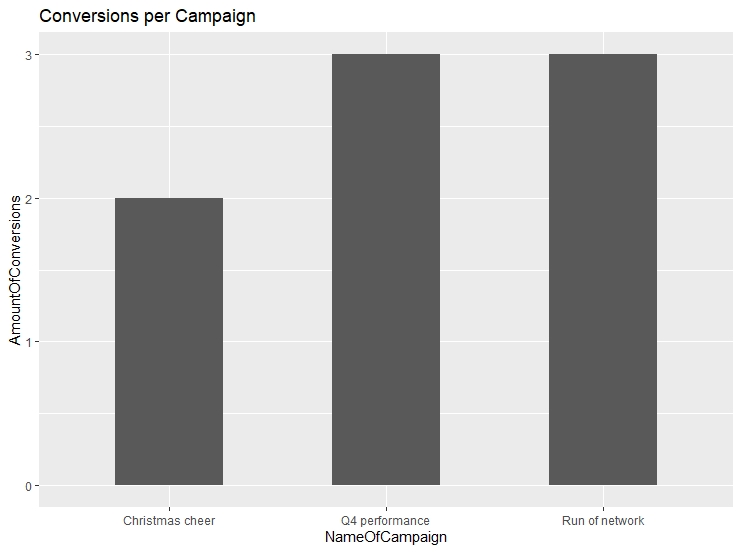 Conversions per Campaign
AmountOfConversions
3
2
1
0
Christmas cheer
Q4 performance
Run of network
NameOfCampaign